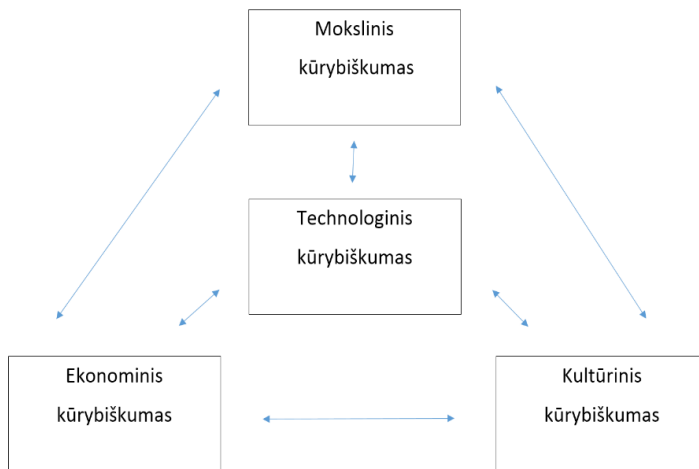 Mokslinis
kūrybiškumas
Technologinis
kūrybiškumas
Ekonominis
kūrybiškumas
Kultūrinis
kūrybiškumas